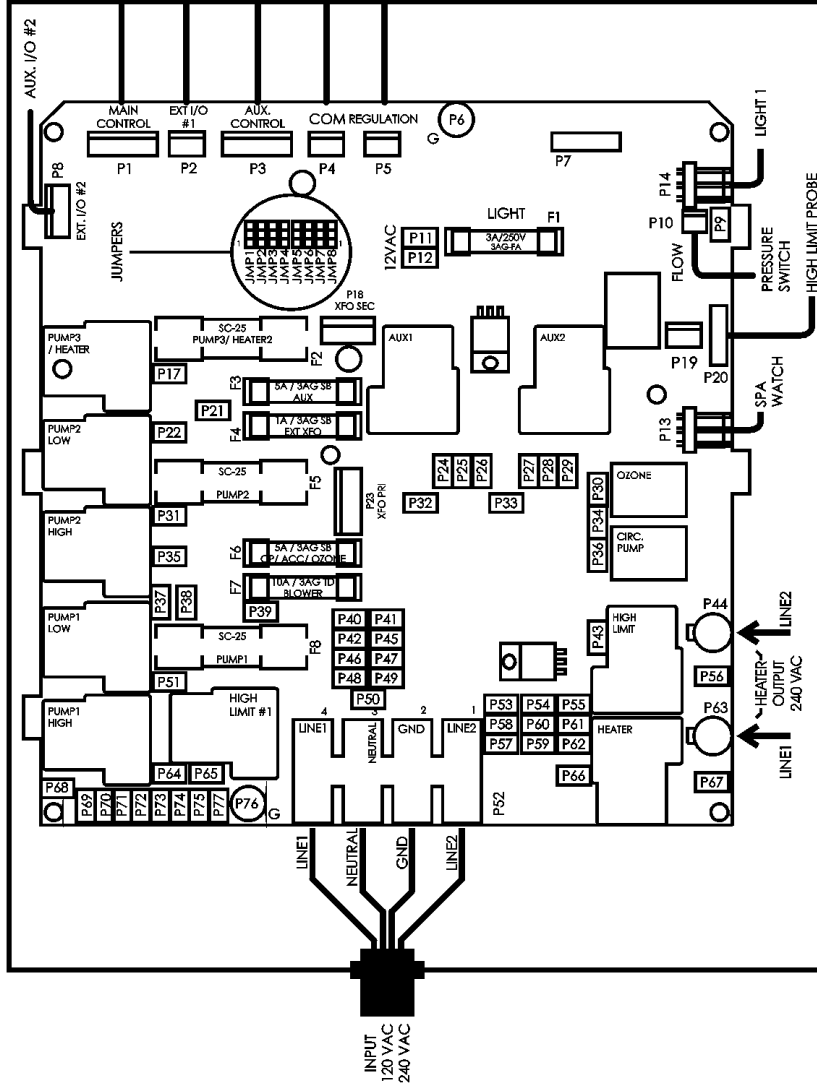 AUX. I/O #2
MAIN
CONTROL
EXT I/O
#1
AUX.
CONTROL
COM
REGULATION
P8
EXT. I/O #2
P1
P2
P3
P4
P5
G
P6
P7
JUMPERS
1
1
JMP1
JMP2
JMP3
JMP4
JMP5
JMP6
JMP7
JMP8
12VAC
P11
P12
LIGHT
F1
3A/250V
3AG-FA
P14
LIGHT 1
P10
P9
FLOW
PRESSURE
SWITCH
HIGH LIMIT PROBE
P18
XFO SEC
PUMP3
/ HEATER
SC-25
PUMP3/ HEATER2
F2
AUX1
AUX2
P19
P20
P17
F3
5A / 3AG SB
AUX
P21
F4
1A / 3AG SB
EXT XFO
PUMP2
LOW
P22
P13
SPA
WATCH
SC-25
PUMP2
F5
P23
XFO PRI
P24
P25
P26
P27
P28
P29
P32
P33
P30
P34
P36
OZONE
CIRC.
PUMP
PUMP2
HIGH
P31
P35
F6
5A / 3AG SB
CP/ ACC/ OZONE
F7
10A / 3AG TD
BLOWER
P37
P38
P39
PUMP1
LOW
SC-25
PUMP1
F8
P40
P41
P42
P45
P46
P47
P48
P49
P50
P43
HIGH
LIMIT
P44
LINE2
P56
HEATER
OUTPUT
240 VAC
P63
LINE1
P67
P51
PUMP1
HIGH
HIGH
LIMIT #1
4
3
2
1
LINE1
NEUTRAL
GND
LINE2
P53
P54
P55
P58
P60
P61
P57
P59
P62
HEATER
P66
P52
P64
P65
P68
P69
P70
P71
P72
P73
P74
P75
P77
P76
G
LINE1
NEUTRAL
GND
LINE2
INPUT
120 VAC
240 VAC